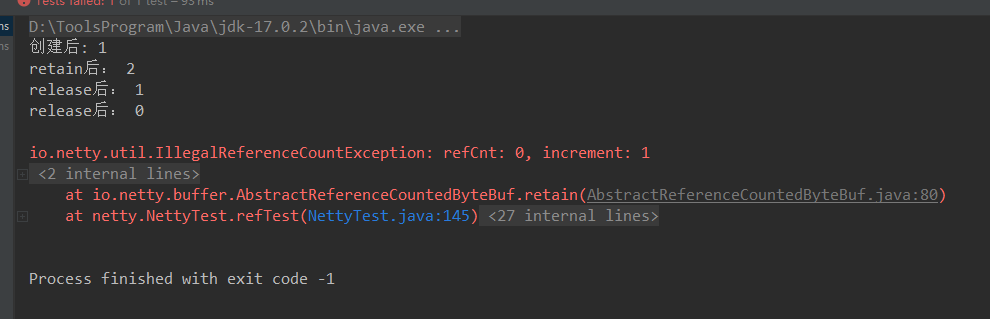 Tests failed: 1 of 1 test – 93 ms
ns
ms
D:\ToolsProgram\Java\jdk-17.0.2\bin\java.exe ...
创建后: 1
retain后： 2
release后： 1
release后： 0
io.netty.util.IllegalReferenceCountException: refCnt: 0, increment: 1
<2 internal lines>
at io.netty.buffer.AbstractReferenceCountedByteBuf.retain(AbstractReferenceCountedByteBuf.java:80)
at netty.NettyTest.refTest(NettyTest.java:145) <27 internal lines>
Process finished with exit code -1